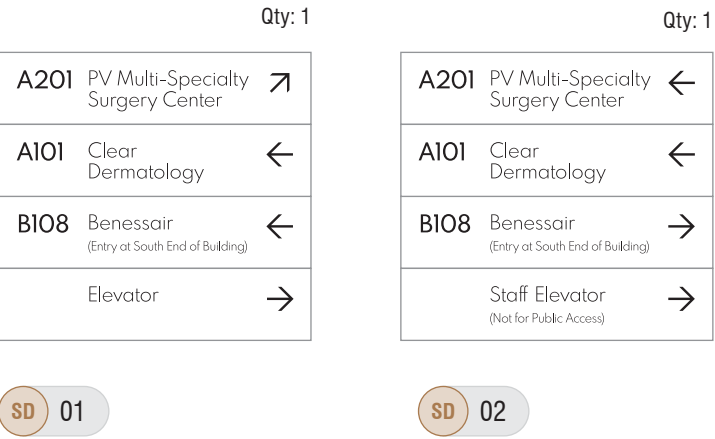 Qty: 1
A201 PV Multi-Specialty
Surgery Center
A101 Clear
Dermatology
B108 Benessair
(Entry at South End of Building)
Elevator
SD 01
Qty: 1
A201 PV Multi-Specialty
Surgery Center
A101 Clear
Dermatology
B108 Benessair
(Entry at South End of Building)
Staff Elevator
(Not for Public Access)
SD 02